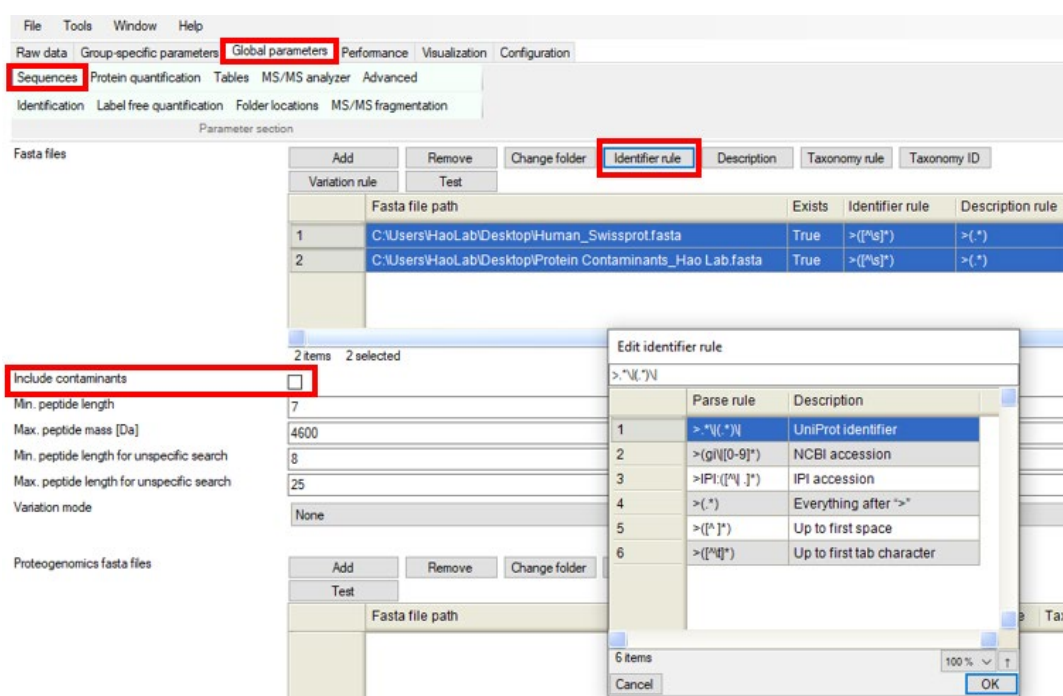 File Tools Window Help
Raw data Group-specific parameters Global parameters Performance Visualization Configuration
Sequences Protein quantification Tables MS/MS analyzer Advanced
Identification Label free quantification Folder locations MS/MS fragmentation
Parameter section
Fasta files
Add Remove Change folder Identifier rule Description Taxonomy rule Taxonomy ID
Variation rule Test
Fasta file path Exists Identifier rule Description rule
1 C:\Users\HaoLab\Desktop\Human_Swissprot.fasta True >([^\s]*) >(.*)
2 C:\Users\HaoLab\Desktop\Protein Contaminants_Hao Lab.fasta True >([^\s]*) >(.*)
2 items 2 selected
Include contaminants
Min. peptide length 7
Max. peptide mass [Da] 4600
Min. peptide length for unspecific search 8
Max. peptide length for unspecific search 25
Variation mode None
Proteogenomics fasta files
Add Remove Change folder
Test
Fasta file path
Edit identifier rule
>.*\|(.*)\|
Parse rule Description
1 >.*\|(.*)\| UniProt identifier
2 >(gi\|[0-9]*) NCBI accession
3 >IPI:([^\| .]*) IPI accession
4 >(.*) Everything after “>”
5 >([^ ]*) Up to first space
6 >([^\t]*) Up to first tab character
6 items 100 % ↑
Cancel OK